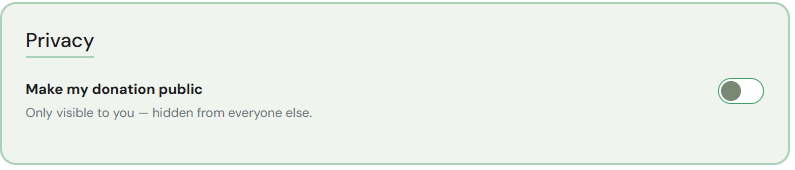 Privacy
Make my donation public
Only visible to you — hidden from everyone else.